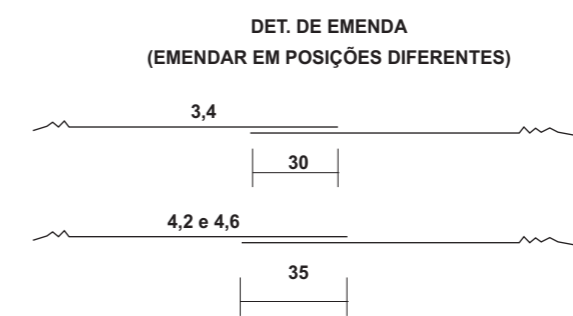 DET. DE EMENDA
(EMENDAR EM POSIÇÕES DIFERENTES)
3,4
30
4,2 e 4,6
35